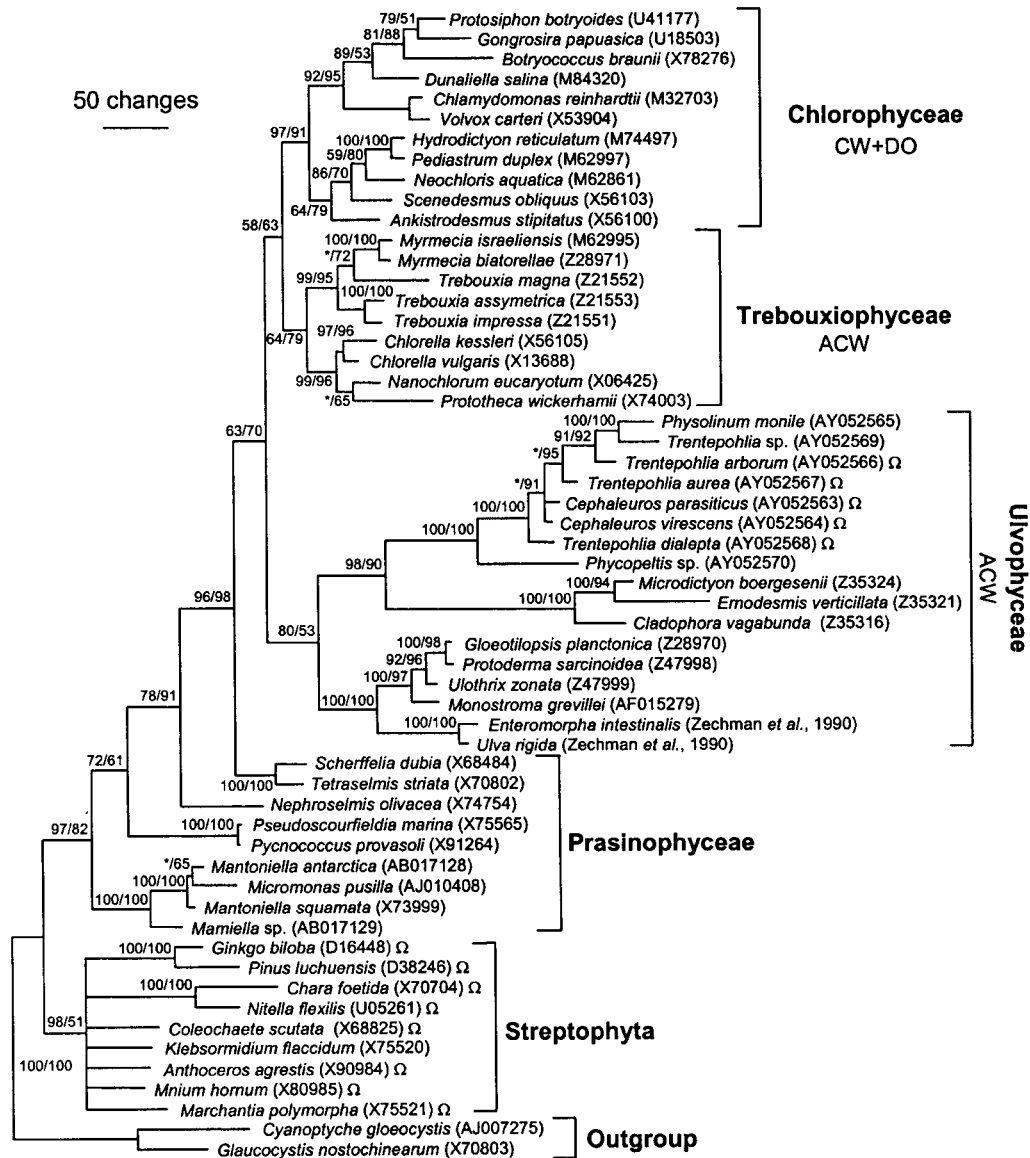 79/51
Protosiphon botryoides (U41177)
81/88
Gongrosira papuasica (U18503)
89/53
Botryococcus braunii (X78276)
92/95
Dunaliella salina (M84320)
50 changes
Chlamydomonas reinhardtii (M32703)
Chlorophyceae
Volvox carteri (X53904)
97/91
100/100
Hydrodictyon reticulatum (M74497)
CW+DO
59/80
Pediastrum duplex (M62997)
86/70
Neochloris aquatica (M62861)
Scenedesmus obliquus (X56103)
64/79
Ankistrodesmus stipitatus (X56100)
58/63
100/100
Myrmecia israeliensis (M62995)
*/72
Myrmecia biatorellae (Z28971)
99/95
Trebouxia magna (Z21552)
100/100
Trebouxia assymetrica (Z21553)
Trebouxiophyceae
Trebouxia impressa (Z21551)
64/79
97/96
Chlorella kessleri (X56105)
ACW
Chlorella vulgaris (X13688)
99/96
Nanochlorum eucaryotum (X06425)
*/65
Prototheca wickerhamii (X74003)
63/70
100/100
Physolinum monile (AY052565)
91/92
Trentepohlia sp. (AY052569)
*/95
Trentepohlia arborum (AY052566) Ω
*/91
Trentepohlia aurea (AY052567) Ω
Cephaleuros parasiticus (AY052563) Ω
100/100
Cephaleuros virescens (AY052564) Ω
100/100
Trentepohlia dialepta (AY052568) Ω
Phycopeltis sp. (AY052570)
98/90
100/94
Microdictyon boergesenii (Z35324)
100/100
Ernodesmis verticillata (Z35321)
Cladophora vagabunda (Z35316)
Ulvophyceae
ACW
96/98
80/53
100/98
Gloeotilopsis planctonica (Z28970)
92/96
Protoderma sarcinoidea (Z47998)
100/97
Ulothrix zonata (Z47999)
Monostroma grevillei (AF015279)
100/100
100/100
Enteromorpha intestinalis (Zechman et al., 1990)
Ulva rigida (Zechman et al., 1990)
78/91
Scherffelia dubia (X68484)
100/100
Tetraselmis striata (X70802)
72/61
Nephroselmis olivacea (X74754)
100/100
Pseudoscourfieldia marina (X75565)
97/82
Pycnococcus provasoli (X91264)
Prasinophyceae
*/65
Mantoniella antarctica (AB017128)
100/100
Micromonas pusilla (AJ010408)
100/100
Mantoniella squamata (X73999)
Mamiella sp. (AB017129)
100/100
Ginkgo biloba (D16448) Ω
Pinus luchuensis (D38246) Ω
100/100
Chara foetida (X70704) Ω
Nitella flexilis (U05261) Ω
98/51
Coleochaete scutata (X68825) Ω
Streptophyta
Klebsormidium flaccidum (X75520)
100/100
Anthoceros agrestis (X90984) Ω
Mnium hornum (X80985) Ω
Marchantia polymorpha (X75521) Ω
Cyanoptyche gloeocystis (AJ007275)
Outgroup
Glaucocystis nostochinearum (X70803)